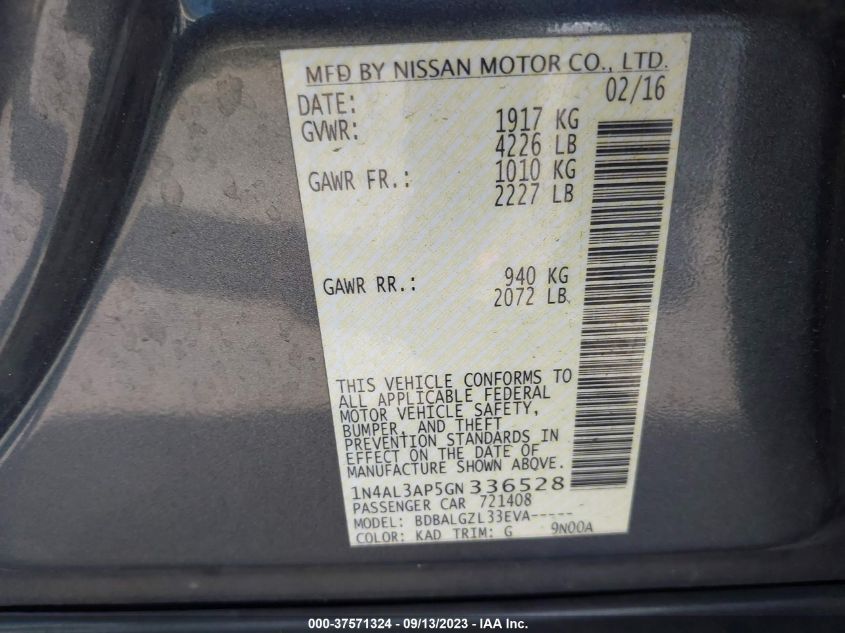 MFD BY NISSAN MOTOR CO., LTD.
DATE: 02/16
GVWR: 1917 KG
4226 LB
GAWR FR.: 1010 KG
2227 LB
GAWR RR.: 940 KG
2072 LB
THIS VEHICLE CONFORMS TO
ALL APPLICABLE FEDERAL
MOTOR VEHICLE SAFETY,
BUMPER, AND THEFT
PREVENTION STANDARDS IN
EFFECT ON THE DATE OF
MANUFACTURE SHOWN ABOVE.
1N4AL3AP5GN336528
PASSENGER CAR 721408
MODEL: BDBALGZL33EVA-----
COLOR: KAD TRIM: G 9N00A
000-37571324 | 09/13/2023 - IAA Inc.